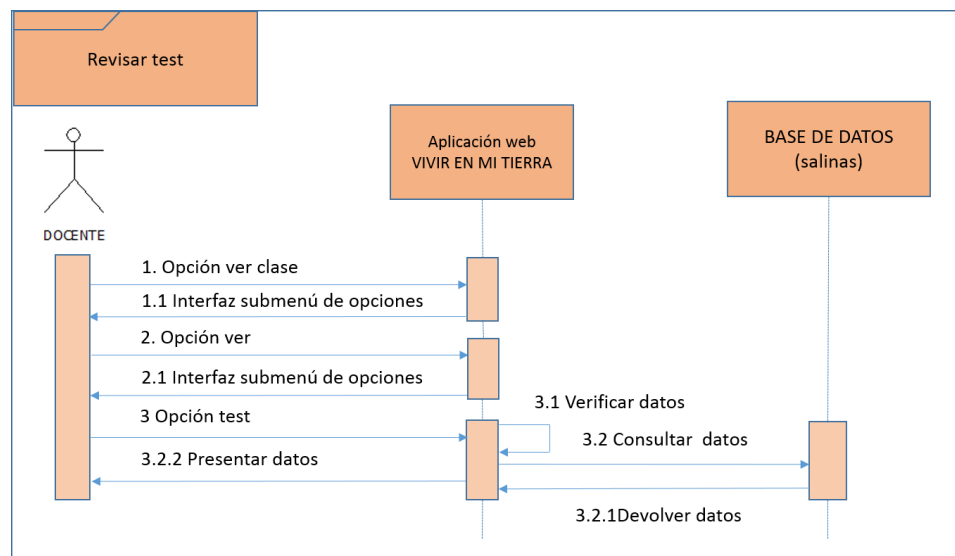 Revisar test
Aplicación web
VIVIR EN MI TIERRA
BASE DE DATOS
(salinas)
DOCENTE
1. Opción ver clase
1.1 Interfaz submenú de opciones
2. Opción ver
2.1 Interfaz submenú de opciones
3 Opción test
3.1 Verificar datos
3.2 Consultar datos
3.2.2 Presentar datos
3.2.1Devolver datos